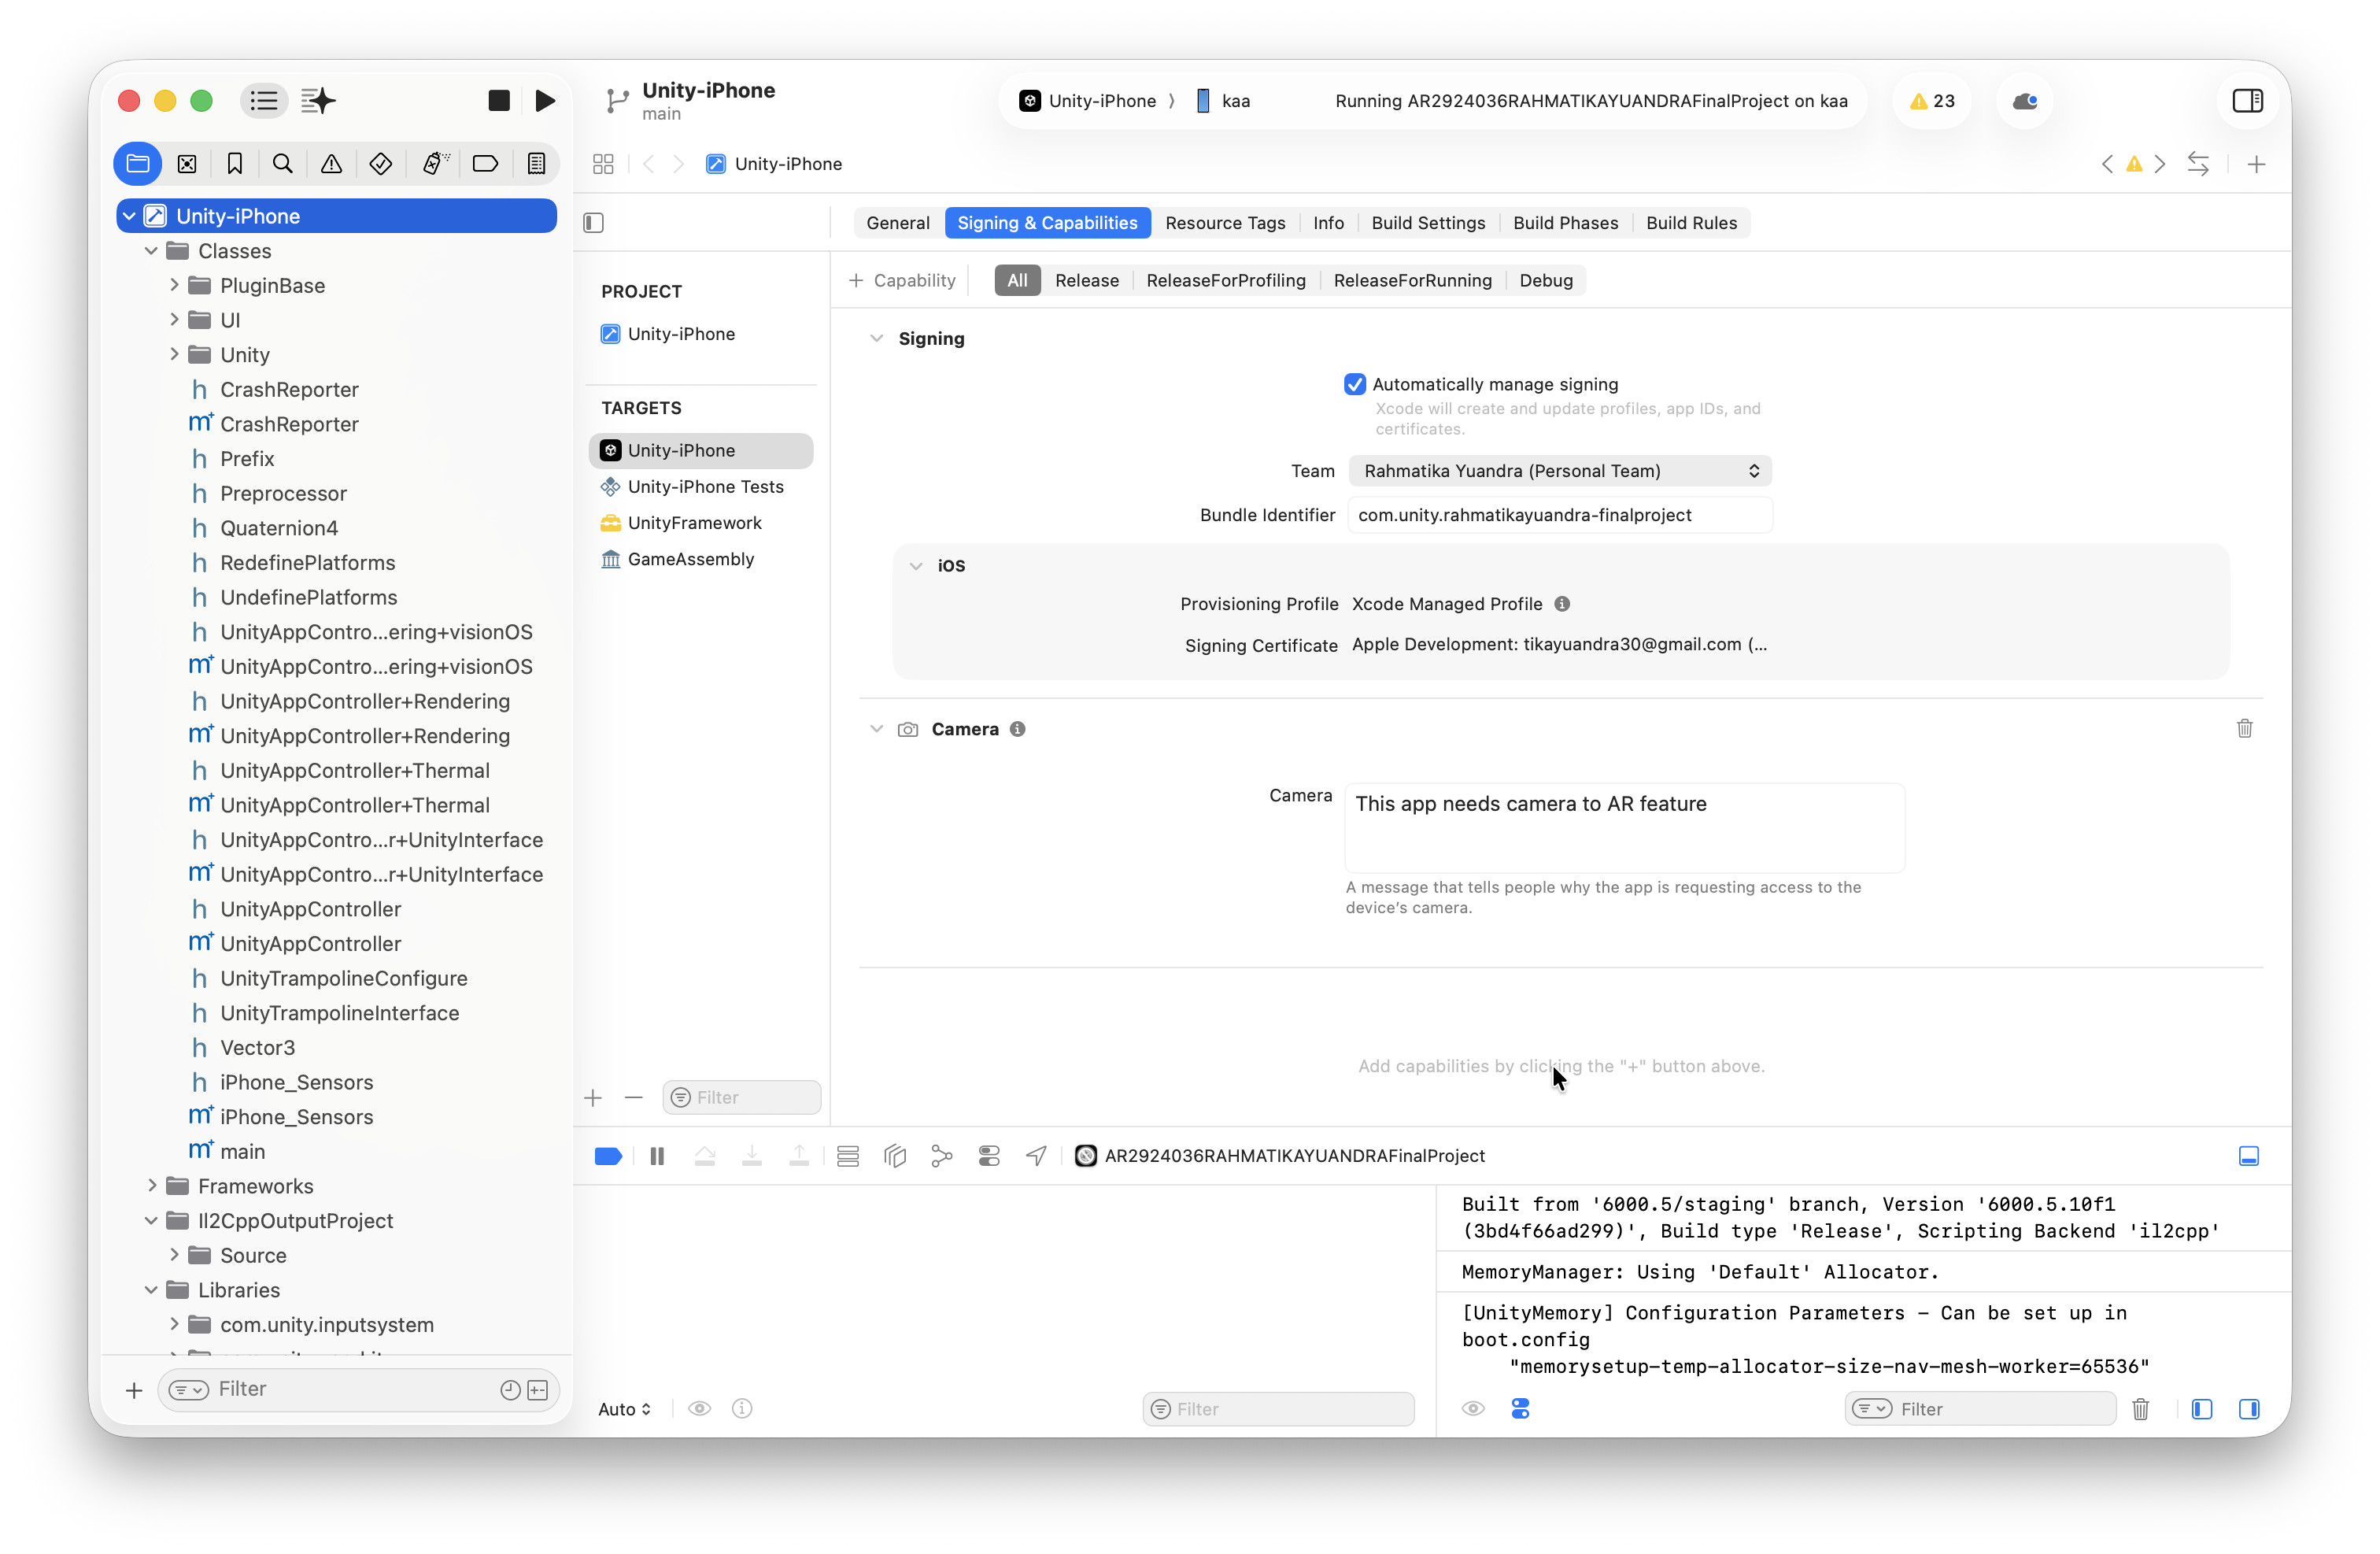 Unity-iPhone
main
Unity-iPhone
kaa
Running AR2924036RAHMATIKAYUANDRAFinalProject on kaa
23
Unity-iPhone
Unity-iPhone
Classes
PluginBase
UI
Unity
h CrashReporter
m+ CrashReporter
h Prefix
h Preprocessor
h Quaternion4
h RedefinePlatforms
h UndefinePlatforms
h UnityAppContro...ering+visionOS
m+ UnityAppContro...ering+visionOS
h UnityAppController+Rendering
m+ UnityAppController+Rendering
h UnityAppController+Thermal
m+ UnityAppController+Thermal
h UnityAppContro...r+UnityInterface
m+ UnityAppContro...r+UnityInterface
h UnityAppController
m+ UnityAppController
h UnityTrampolineConfigure
h UnityTrampolineInterface
h Vector3
h iPhone_Sensors
m+ iPhone_Sensors
m+ main
Frameworks
Il2CppOutputProject
Source
Libraries
com.unity.inputsystem
Filter
PROJECT
Unity-iPhone
TARGETS
Unity-iPhone
Unity-iPhone Tests
UnityFramework
GameAssembly
Filter
General
Signing & Capabilities
Resource Tags
Info
Build Settings
Build Phases
Build Rules
+ Capability
All
Release
ReleaseForProfiling
ReleaseForRunning
Debug
Signing
Automatically manage signing
Xcode will create and update profiles, app IDs, and
certificates.
Team
Rahmatika Yuandra (Personal Team)
Bundle Identifier
com.unity.rahmatikayuandra-finalproject
iOS
Provisioning Profile
Xcode Managed Profile
Signing Certificate
Apple Development: tikayuandra30@gmail.com (...
Camera
Camera
This app needs camera to AR feature
A message that tells people why the app is requesting access to the
device's camera.
Add capabilities by clicking the "+" button above.
AR2924036RAHMATIKAYUANDRAFinalProject
Auto
Filter
Built from '6000.5/staging' branch, Version '6000.5.10f1
(3bd4f66ad299)', Build type 'Release', Scripting Backend 'il2cpp'
MemoryManager: Using 'Default' Allocator.
[UnityMemory] Configuration Parameters - Can be set up in
boot.config
"memorysetup-temp-allocator-size-nav-mesh-worker=65536"
Filter